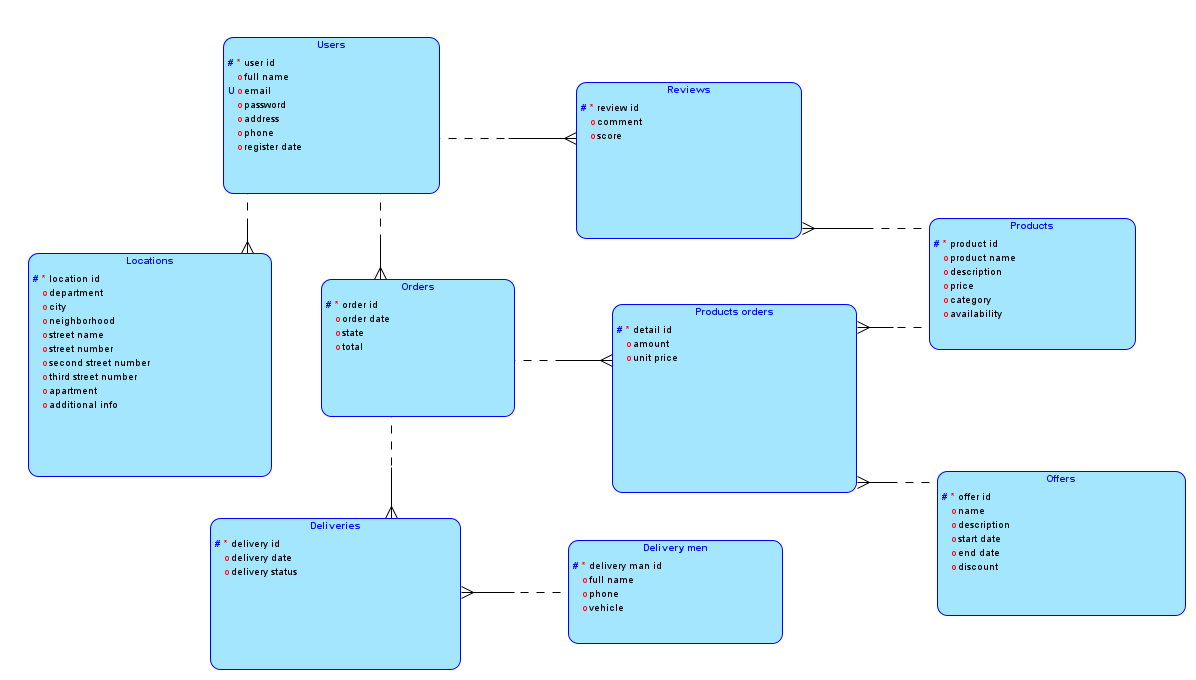 Users
# * user id
o full name
U o email
o password
o address
o phone
o register date
Reviews
# * review id
o comment
o score
Products
# * product id
o product name
o description
o price
o category
o availability
Locations
# * location id
o department
o city
o neighborhood
o street name
o street number
o second street number
o third street number
o apartment
o additional info
Orders
# * order id
o order date
o state
o total
Products orders
# * detail id
o amount
o unit price
Offers
# * offer id
o name
o description
o start date
o end date
o discount
Deliveries
# * delivery id
o delivery date
o delivery status
Delivery men
# * delivery man id
o full name
o phone
o vehicle